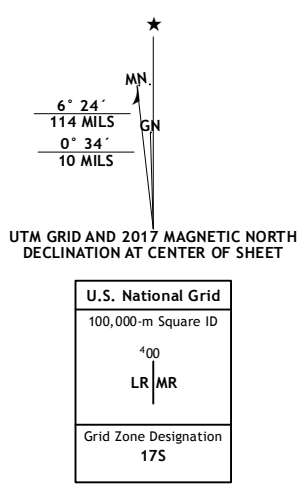 ★
MN.
6° 24´
114 MILS
GN
0° 34´
10 MILS
UTM GRID AND 2017 MAGNETIC NORTH
DECLINATION AT CENTER OF SHEET
U.S. National Grid
100,000-m Square ID
⁴00
LR MR
Grid Zone Designation
17S